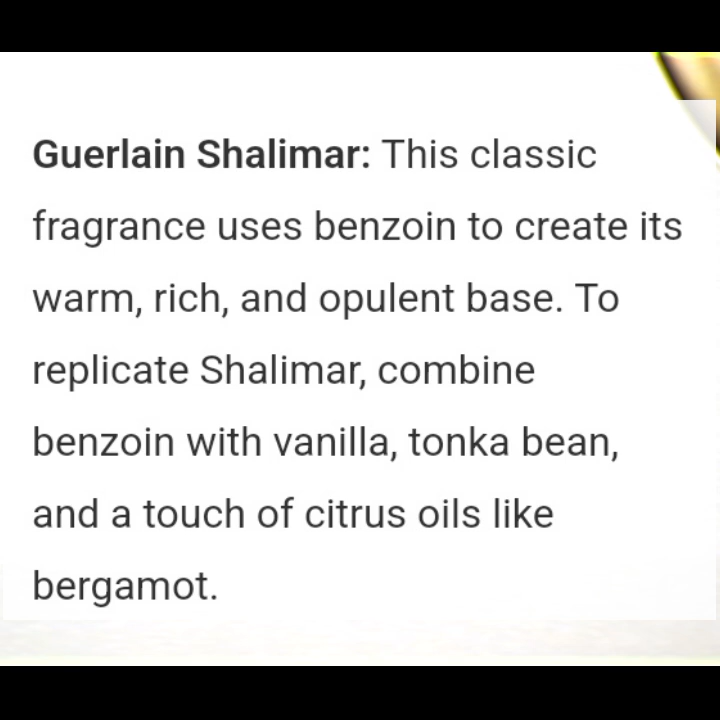 Guerlain Shalimar: This classic
fragrance uses benzoin to create its
warm, rich, and opulent base. To
replicate Shalimar, combine
benzoin with vanilla, tonka bean,
and a touch of citrus oils like
bergamot.